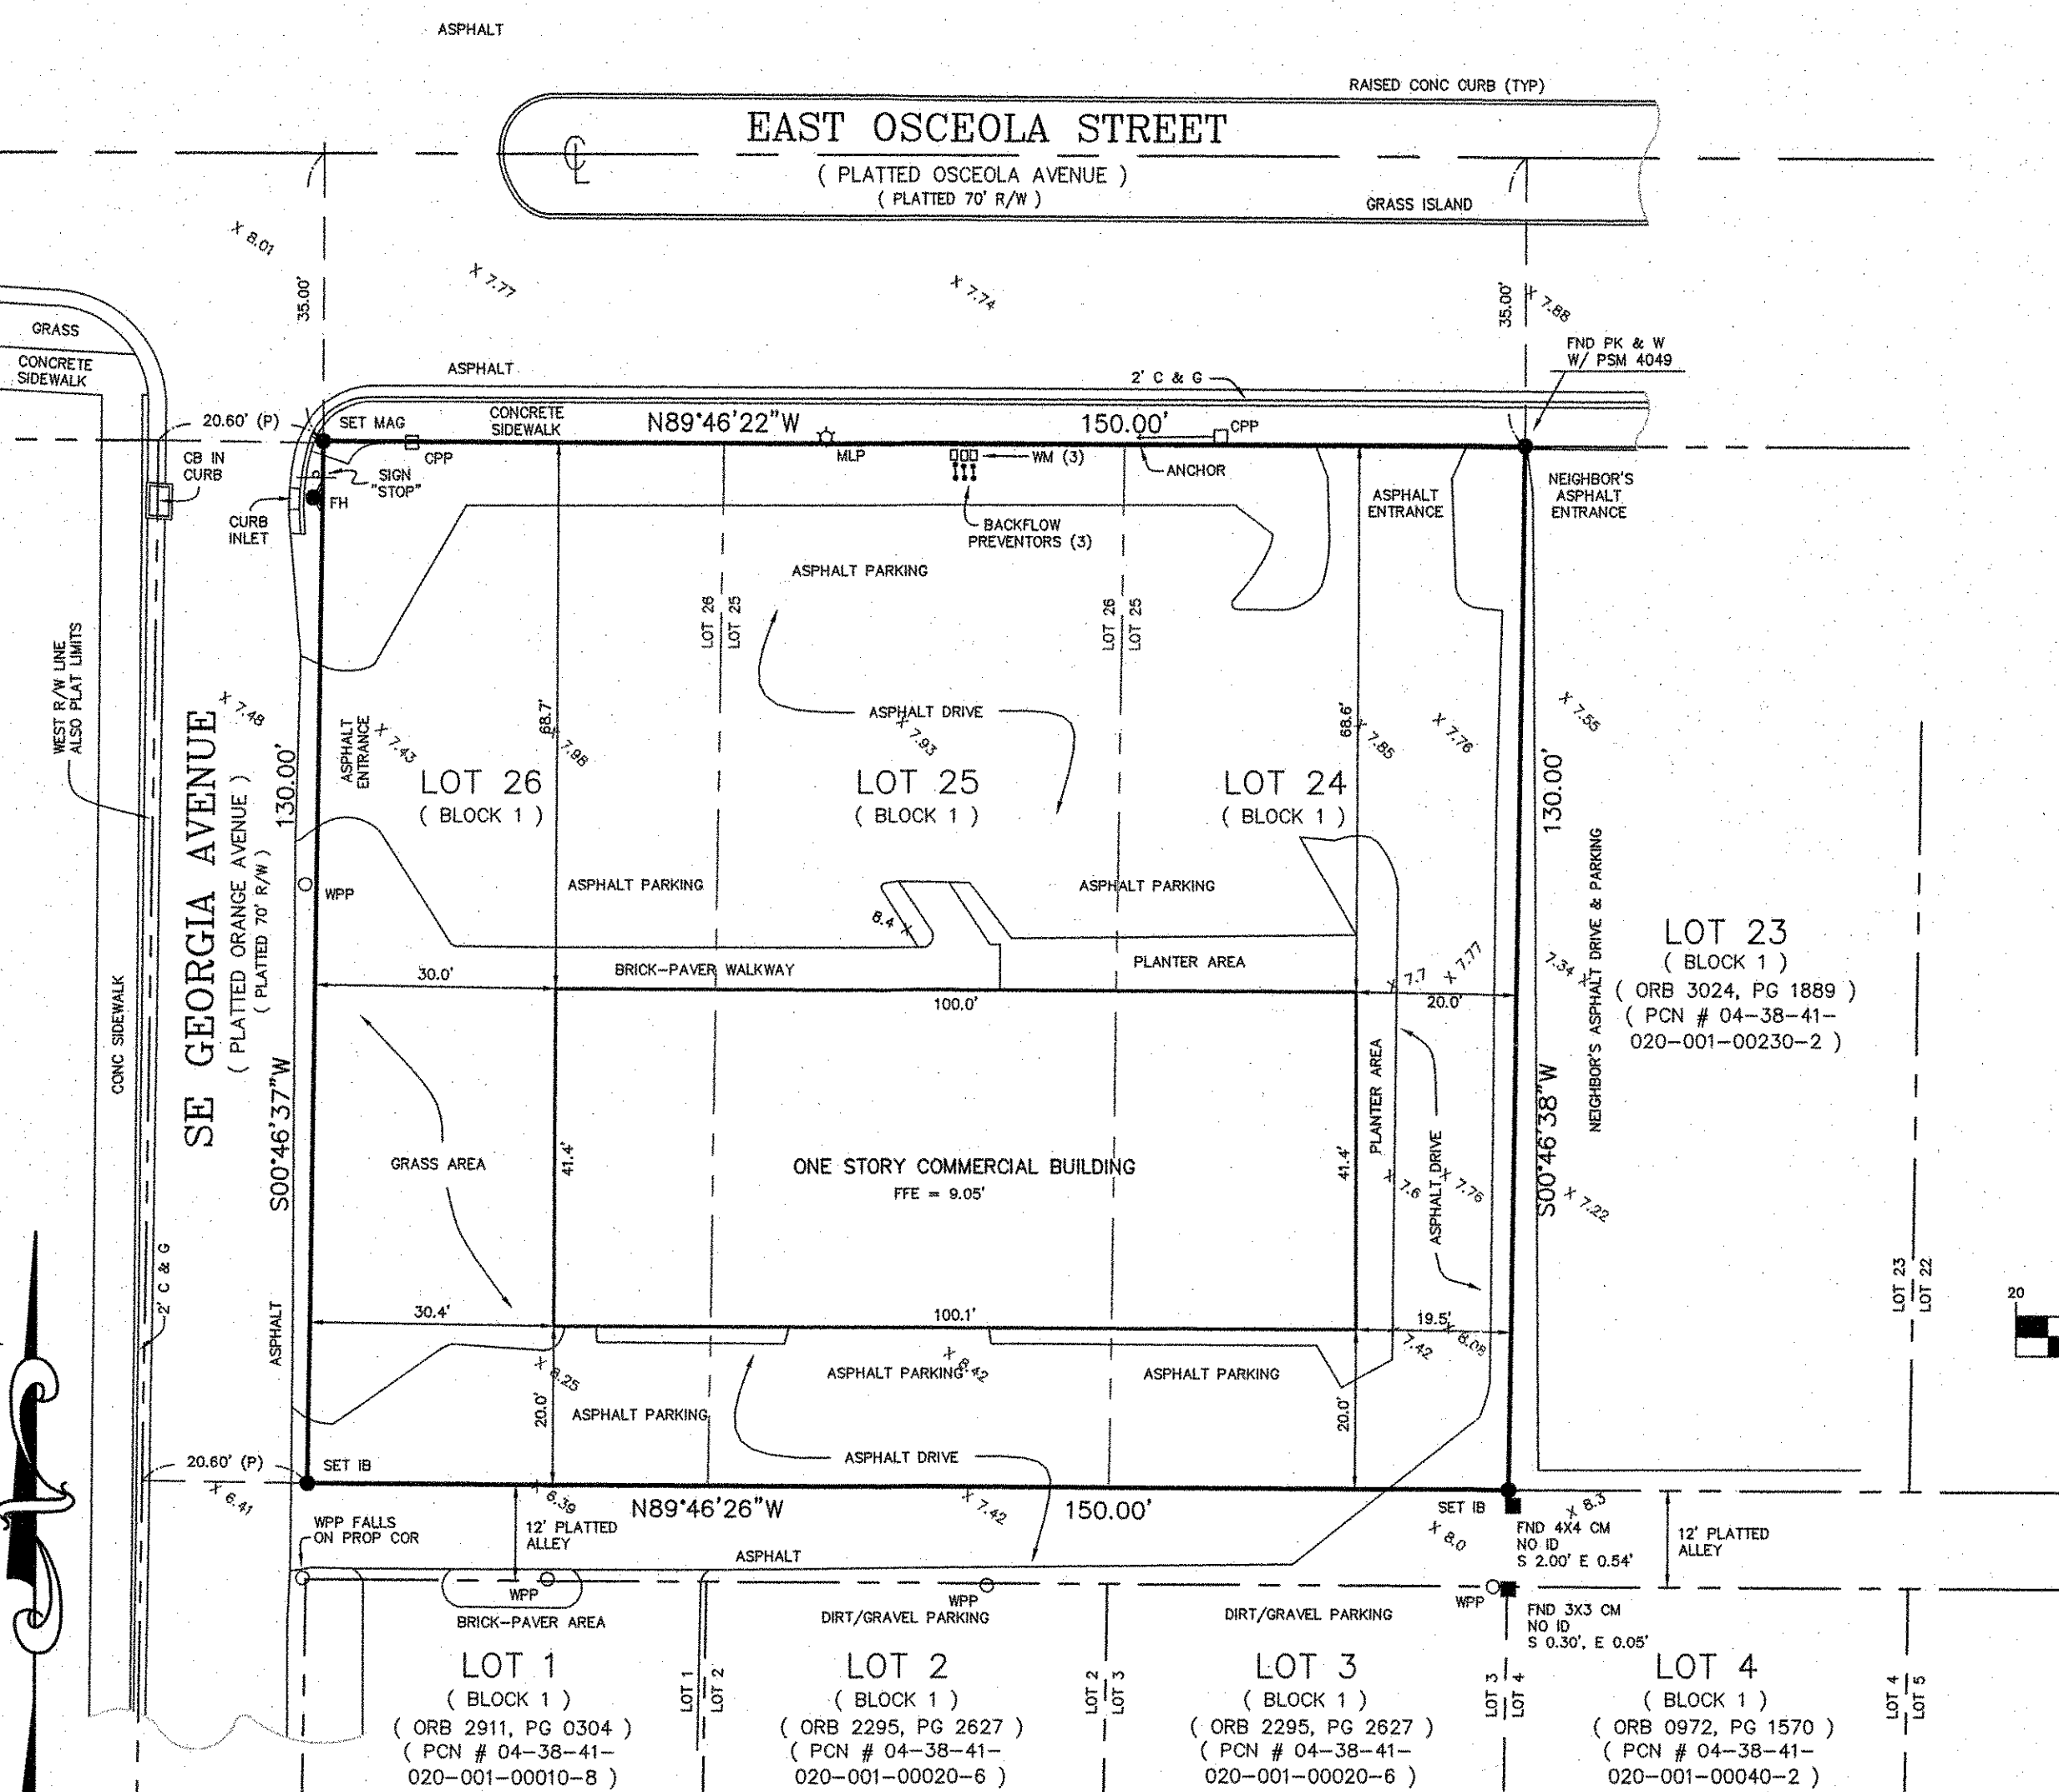 ASPHALT
RAISED CONC CURB (TYP)
EAST OSCEOLA STREET
( PLATTED OSCEOLA AVENUE )
( PLATTED 70' R/W )
GRASS ISLAND
CL
X 8.01
X 7.77
X 7.74
X 7.88
35.00'
35.00'
GRASS
CONCRETE
SIDEWALK
FND PK & W
W/ PSM 4049
ASPHALT
2' C & G
20.60' (P)
SET MAG
CONCRETE
SIDEWALK
N89°46'22"W
150.00'
CPP
CPP
MLP
WM (3)
ANCHOR
CB IN
CURB
SIGN
"STOP"
FH
CURB
INLET
BACKFLOW
PREVENTORS (3)
ASPHALT
ENTRANCE
NEIGHBOR'S
ASPHALT
ENTRANCE
ASPHALT PARKING
LOT 26
LOT 25
LOT 26
LOT 25
WEST R/W LINE
ALSO PLAT LIMITS
X 7.48
X 7.43
68.7'
X 7.98
ASPHALT DRIVE
X 7.93
68.6'
X 7.85
X 7.76
X 7.55
ASPHALT
ENTRANCE
SE GEORGIA AVENUE
( PLATTED ORANGE AVENUE )
( PLATTED 70' R/W )
130.00'
S00°46'37"W
LOT 26
( BLOCK 1 )
LOT 25
( BLOCK 1 )
LOT 24
( BLOCK 1 )
130.00'
S00°46'38"W
NEIGHBOR'S ASPHALT DRIVE & PARKING
WPP
ASPHALT PARKING
ASPHALT PARKING
8.4 X
LOT 23
( BLOCK 1 )
( ORB 3024, PG 1889 )
( PCN # 04-38-41-
020-001-00230-2 )
BRICK-PAVER WALKWAY
PLANTER AREA
30.0'
100.0'
X 7.7
X 7.77
20.0'
7.34 X
CONC SIDEWALK
PLANTER AREA
GRASS AREA
41.4'
ONE STORY COMMERCIAL BUILDING
FFE = 9.05'
41.4'
X 7.6
X 7.76
ASPHALT DRIVE
X 7.22
2' C & G
ASPHALT
LOT 23
LOT 22
20
30.4'
100.1'
19.5'
X 7.42
X 8.08
X 6.25
20.0'
ASPHALT PARKING
ASPHALT PARKING
X 6.42
ASPHALT PARKING
20.0'
ASPHALT DRIVE
20.60' (P)
SET IB
X 6.41
X 6.39
N89°46'26"W
X 7.42
150.00'
SET IB
X 8.3
X 8.0
WPP FALLS
ON PROP COR
12' PLATTED
ALLEY
FND 4X4 CM
NO ID
S 2.00' E 0.54'
12' PLATTED
ALLEY
ASPHALT
WPP
WPP
WPP
BRICK-PAVER AREA
DIRT/GRAVEL PARKING
DIRT/GRAVEL PARKING
FND 3X3 CM
NO ID
S 0.30', E 0.05'
LOT 1
( BLOCK 1 )
( ORB 2911, PG 0304 )
( PCN # 04-38-41-
020-001-00010-8 )
LOT 1
LOT 2
LOT 2
( BLOCK 1 )
( ORB 2295, PG 2627 )
( PCN # 04-38-41-
020-001-00020-6 )
LOT 2
LOT 3
LOT 3
( BLOCK 1 )
( ORB 2295, PG 2627 )
( PCN # 04-38-41-
020-001-00020-6 )
LOT 3
LOT 4
LOT 4
( BLOCK 1 )
( ORB 0972, PG 1570 )
( PCN # 04-38-41-
020-001-00040-2 )
LOT 4
LOT 5